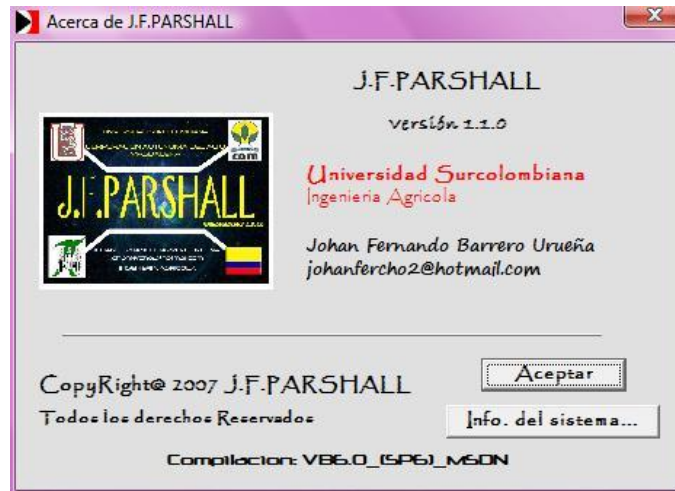 Acerca de J.F.PARSHALL
J.F.PARSHALL
Versión 1.1.0
Universidad Surcolombiana
Ingenieria Agricola
Johan Fernando Barrero Urueña
johanfercho2@hotmail.com
J.F.PARSHALL
CopyRight@ 2007 J.F.PARSHALL
Todos los derechos Reservados
Aceptar
Info. del sistema...
Compilacion: VB6.0_(SP6)_MSDN